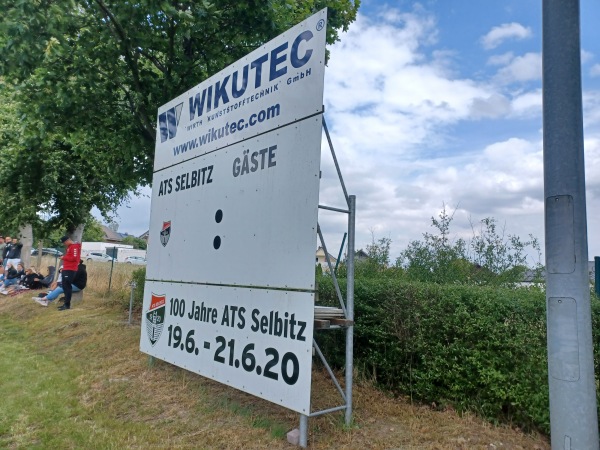 WIKUTEC®
WIRTH KUNSTSTOFFTECHNIK GmbH
www.wikutec.com
ATS SELBITZ GÄSTE
:
100 Jahre ATS Selbitz
19.6. - 21.6.20